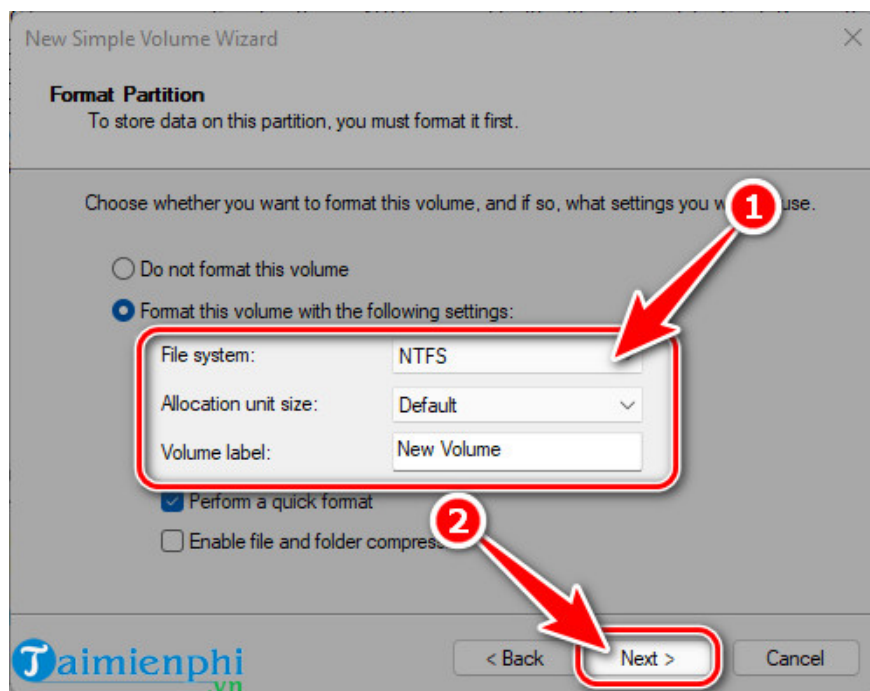 New Simple Volume Wizard
Format Partition
To store data on this partition, you must format it first.
Choose whether you want to format this volume, and if so, what settings you w use.
1
Do not format this volume
Format this volume with the following settings:
File system: NTFS
Allocation unit size: Default
Volume label: New Volume
Perform a quick format
2
Enable file and folder compress
< Back Next > Cancel
Taimienphi
.vn